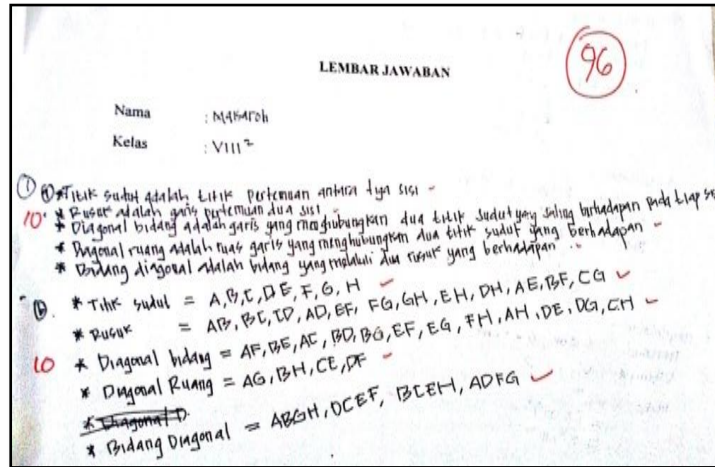 LEMBAR JAWABAN
96
Nama : Makaroh
Kelas : VIII 2
① a * Titik sudut adalah titik pertemuan antara tiga sisi
10 * Rusuk adalah garis pertemuan dua sisi
* Diagonal bidang adalah garis yang menghubungkan dua titik sudut yang saling berhadapan pada tiap
* Diagonal ruang adalah ruas garis yang menghubungkan dua titik sudut yang berhadapan
* Bidang diagonal adalah bidang yang melalui dua rusuk yang berhadapan
b. * Titik sudut = A,B,C,D,E,F,G,H
* Rusuk = AB, BC, CD, AD, EF, FG, GH, EH, DH, AE, BF, CG
10 * Diagonal bidang = AF, BE, AC, BD, BG, EF, EG, FH, AH, DE, DG, CH
* Diagonal Ruang = AG, BH, CE, DF
* Diagonal D
* Bidang Diagonal = ABGH, DCEF, BCEH, ADFG